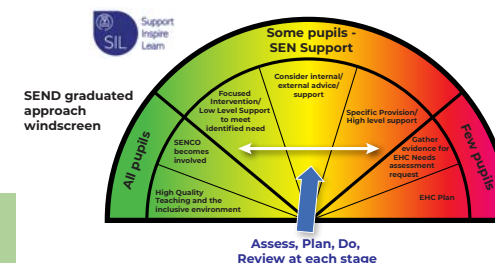 SIL
Support
Inspire
Learn
SEND graduated
approach
windscreen
Some pupils -
SEN Support
All pupils
Few pupils
High Quality
Teaching and the
inclusive environment
SENCO
becomes
involved
Focused
Intervention/
Low Level Support
to meet
identified need
Consider internal/
external advice/
support
Specific Provision/
High level support
Gather
evidence for
EHC Needs
assessment
request
EHC Plan
Assess, Plan, Do,
Review at each stage